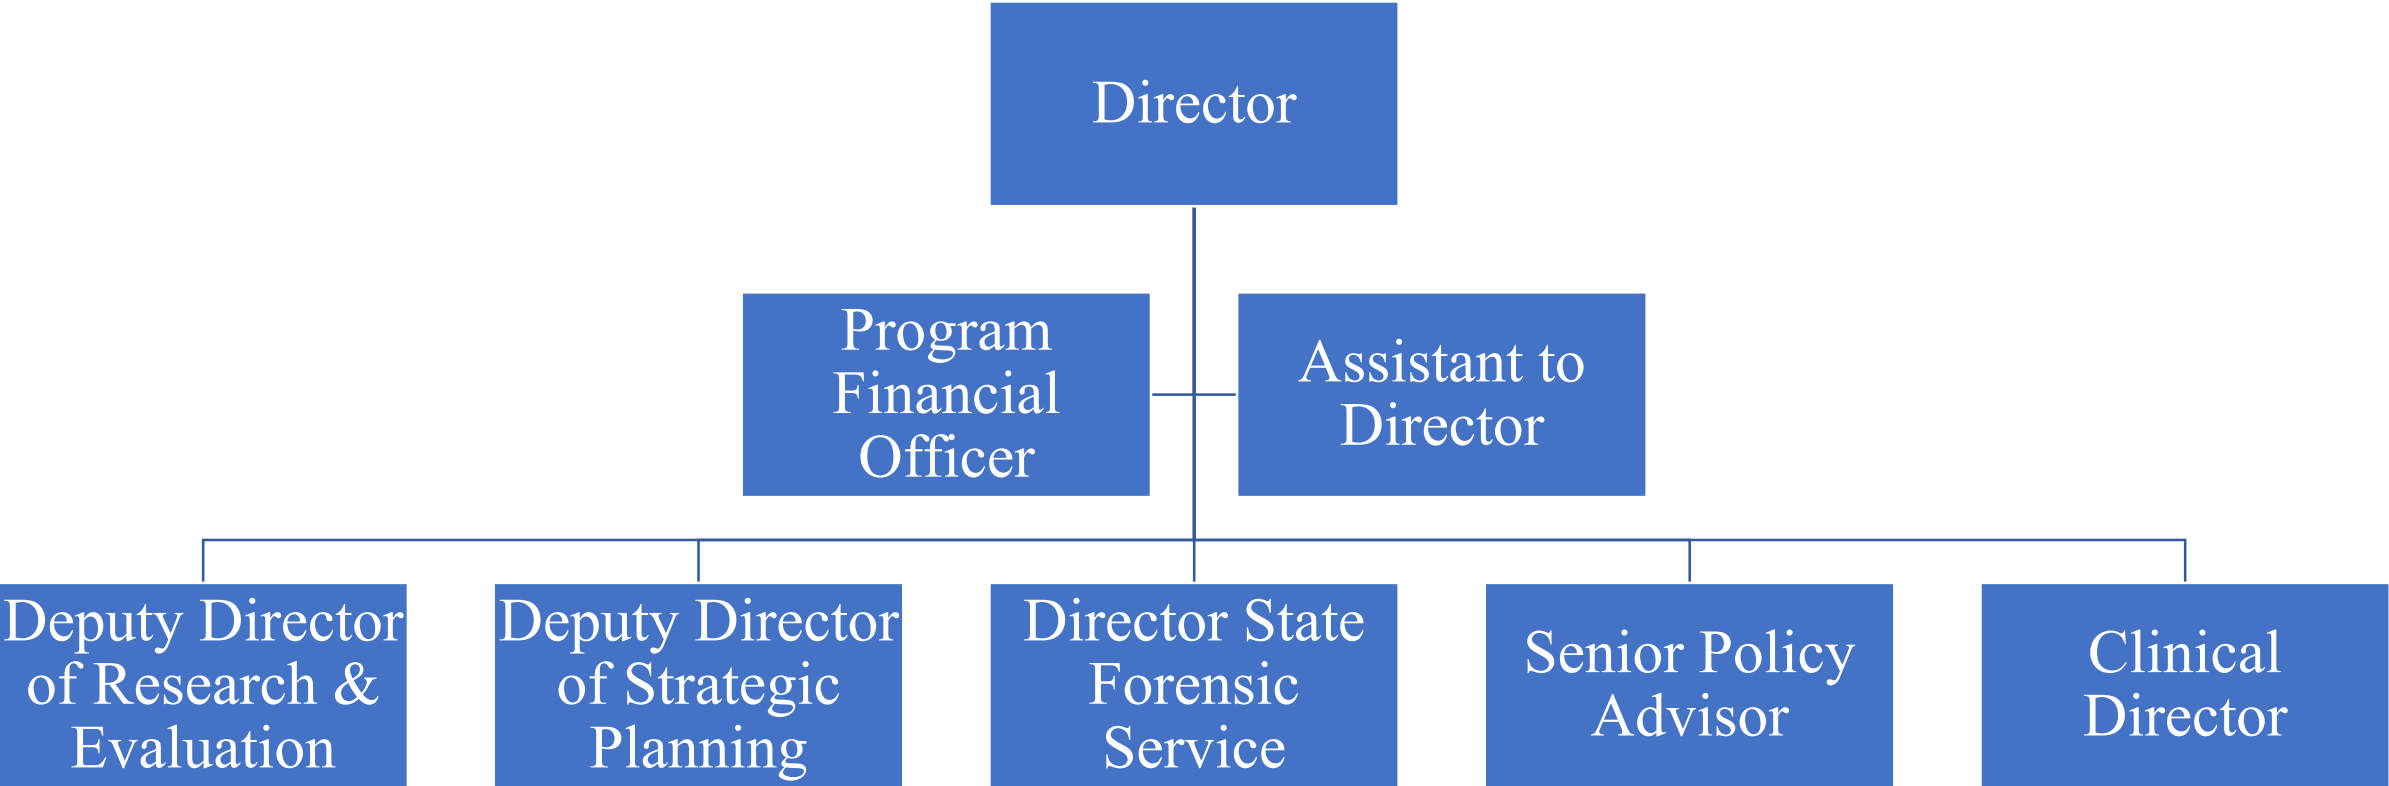 Director
Program
Financial
Officer
Assistant to
Director
Deputy Director
of Research &
Evaluation
Deputy Director
of Strategic
Planning
Director State
Forensic
Service
Senior Policy
Advisor
Clinical
Director